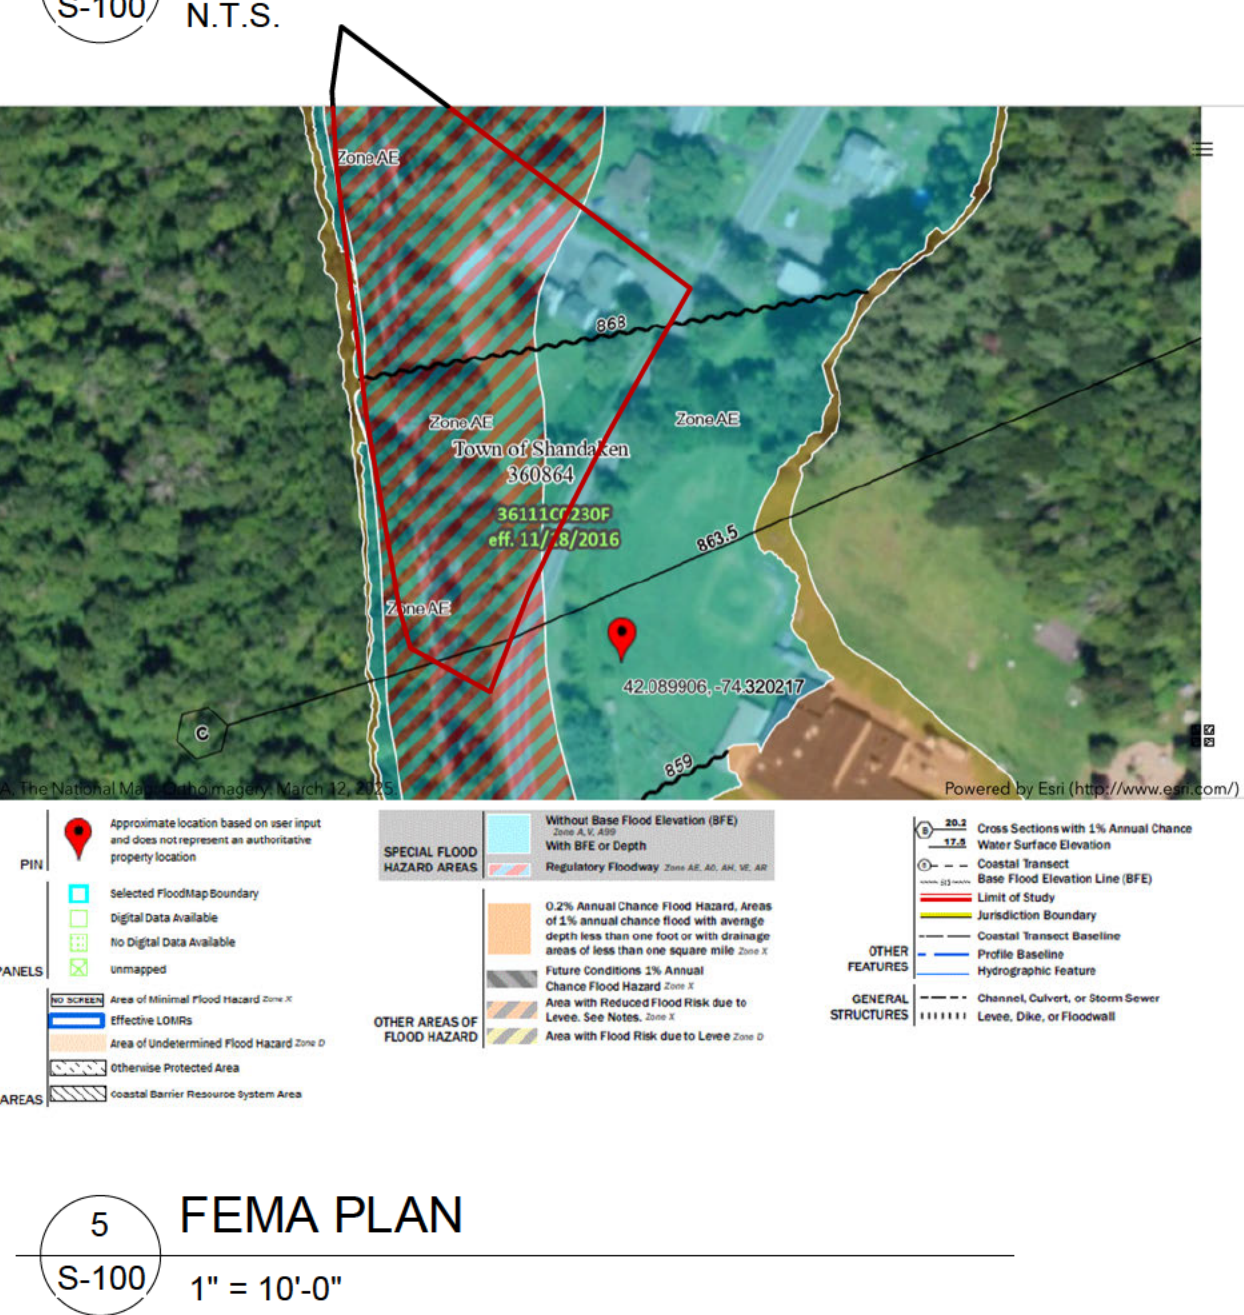 S-100
N.T.S.
Zone AE
868
Zone AE
Zone AE
Town of Shandaken
360864
36111C0230F
eff. 11/18/2016
863.5
Zone AE
42.089906, -74.320217
C
859
The National Map: Orthoimagery. March 12, 2025.
Powered by Esri (http://www.esri.com/)
PIN
Approximate location based on user input
and does not represent an authoritative
property location
Selected FloodMap Boundary
Digital Data Available
No Digital Data Available
Unmapped
PANELS
NO SCREEN Area of Minimal Flood Hazard Zone X
Effective LOMRs
Area of Undetermined Flood Hazard Zone D
Otherwise Protected Area
Coastal Barrier Resource System Area
AREAS
SPECIAL FLOOD
HAZARD AREAS
Without Base Flood Elevation (BFE)
Zone A, V, A99
With BFE or Depth
Regulatory Floodway Zone AE, AO, AH, VE, AR
0.2% Annual Chance Flood Hazard, Areas
of 1% annual chance flood with average
depth less than one foot or with drainage
areas of less than one square mile Zone X
Future Conditions 1% Annual
Chance Flood Hazard Zone X
Area with Reduced Flood Risk due to
Levee. See Notes. Zone X
Area with Flood Risk due to Levee Zone D
OTHER AREAS OF
FLOOD HAZARD
B 20.2 Cross Sections with 1% Annual Chance
17.5 Water Surface Elevation
Coastal Transect
Base Flood Elevation Line (BFE)
Limit of Study
Jurisdiction Boundary
Coastal Transect Baseline
Profile Baseline
Hydrographic Feature
OTHER
FEATURES
GENERAL
STRUCTURES
Channel, Culvert, or Storm Sewer
Levee, Dike, or Floodwall
5
FEMA PLAN
S-100
1" = 10'-0"